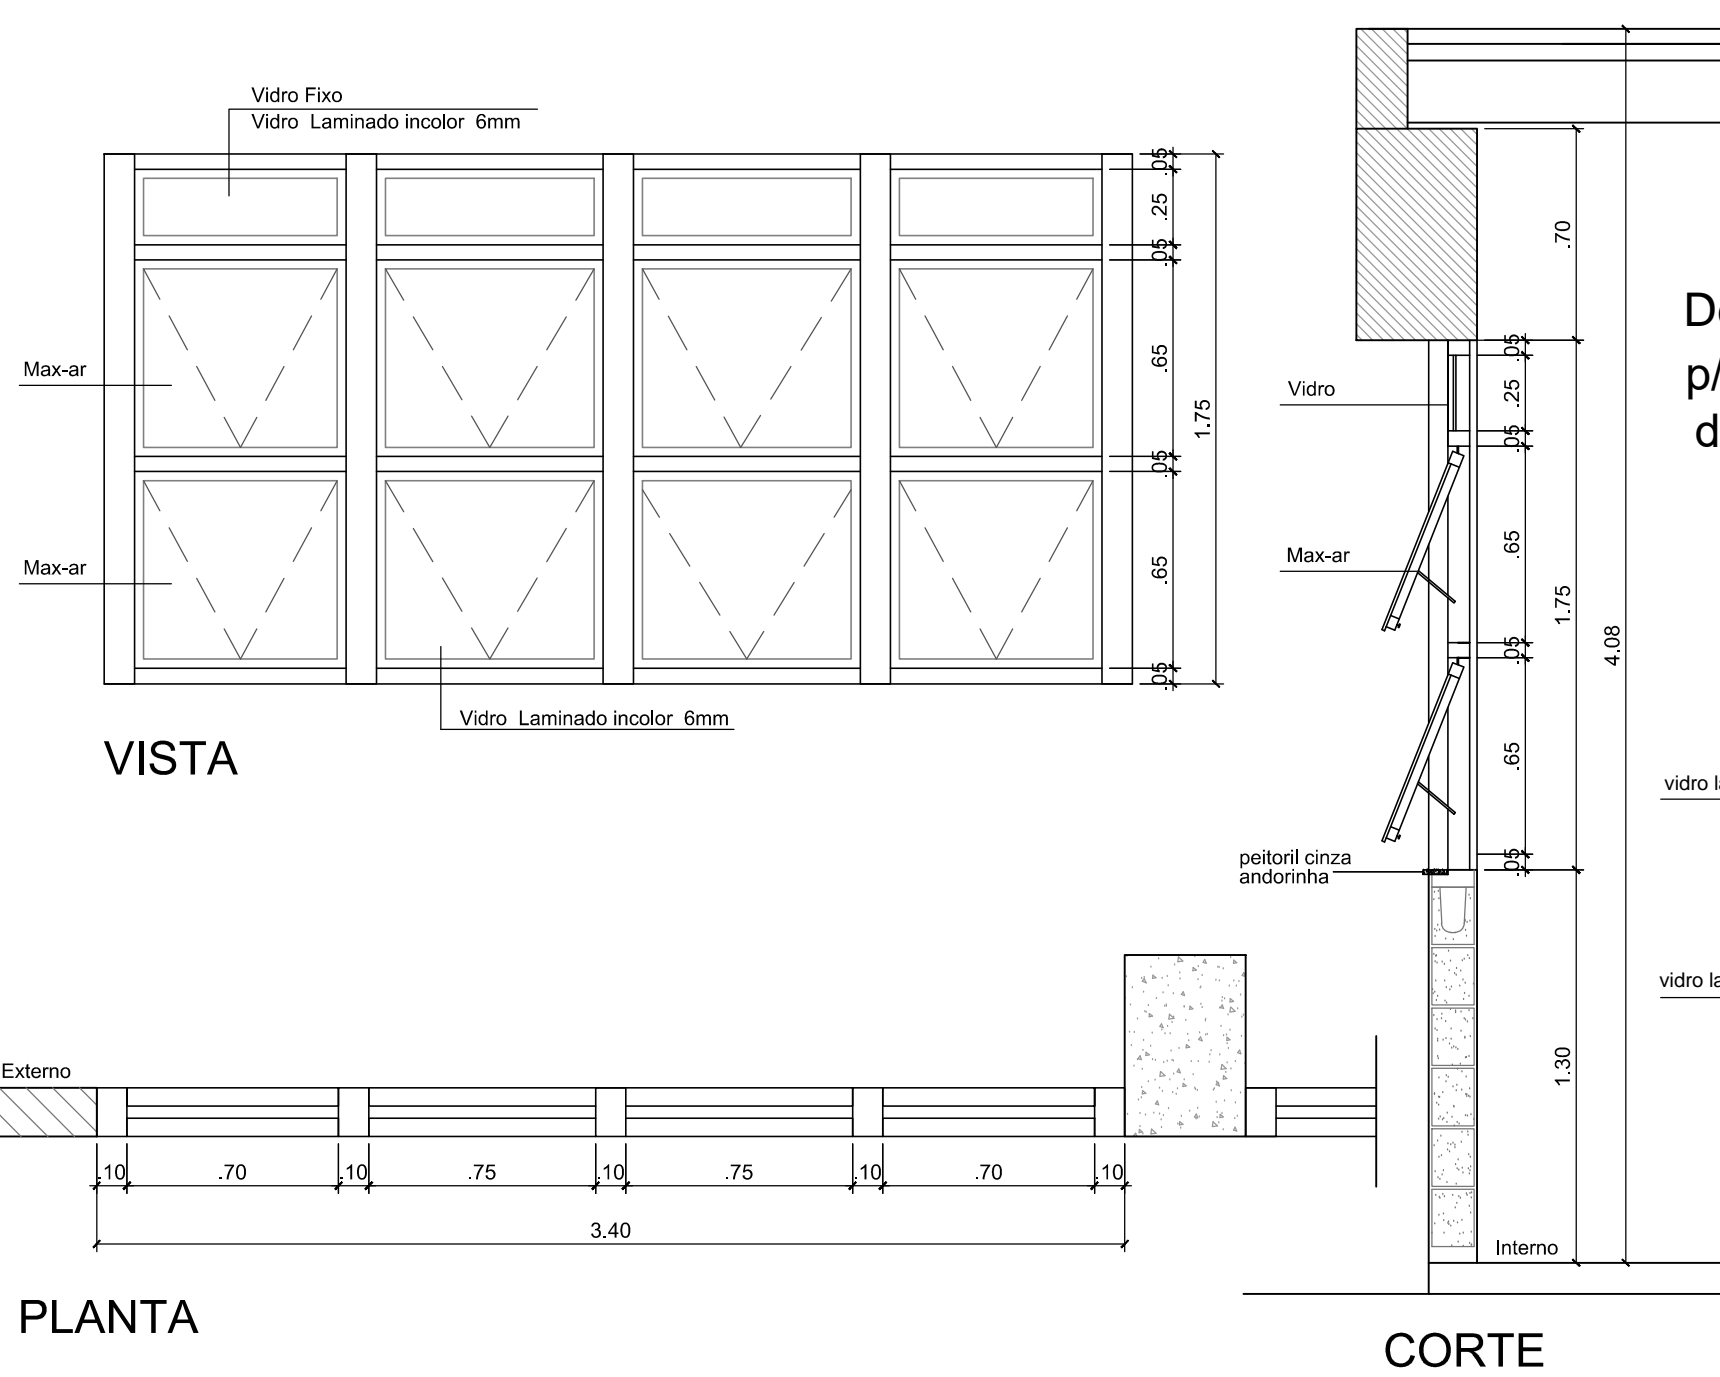 Vidro Fixo
Vidro Laminado incolor 6mm
Max-ar
Max-ar
.05
.25
.05
.65
.05
.65
.05
1.75
Vidro Laminado incolor 6mm
VISTA
Externo
.10 .70 .10 .75 .10 .75 .10 .70 .10
3.40
PLANTA
.70
.05
.25
.05
.65
.05
.65
.05
1.75
1.30
4.08
Vidro
Max-ar
peitoril cinza
andorinha
Interno
CORTE
p/
d
vidro
vidro